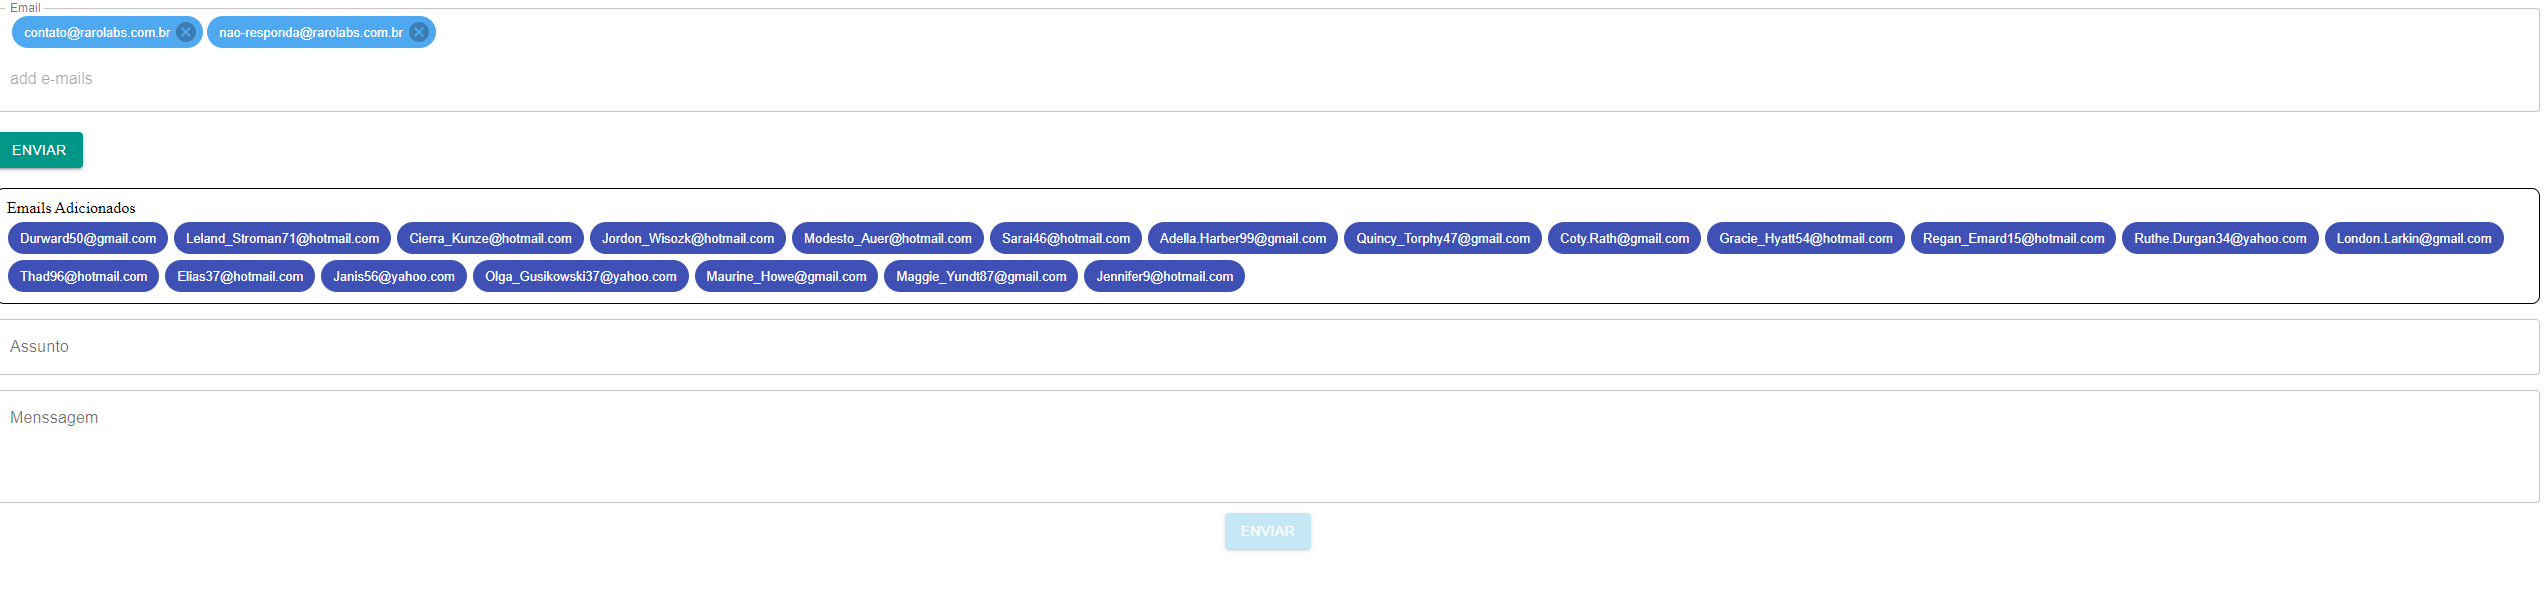 Email
contato@rarolabs.com.br nao-responda@rarolabs.com.br
add e-mails
ENVIAR
Emails Adicionados
Durward50@gmail.com Leland_Stroman71@hotmail.com Cierra_Kunze@hotmail.com Jordon_Wisozk@hotmail.com Modesto_Auer@hotmail.com Sarai46@hotmail.com Adella.Harber99@gmail.com Quincy_Torphy47@gmail.com Coty.Rath@gmail.com Gracie_Hyatt54@hotmail.com Regan_Emard15@hotmail.com Ruthe.Durgan34@yahoo.com London.Larkin@gmail.com
Thad96@hotmail.com Elias37@hotmail.com Janis56@yahoo.com Olga_Gusikowski37@yahoo.com Maurine_Howe@gmail.com Maggie_Yundt87@gmail.com Jennifer9@hotmail.com
Assunto
Menssagem
ENVIAR